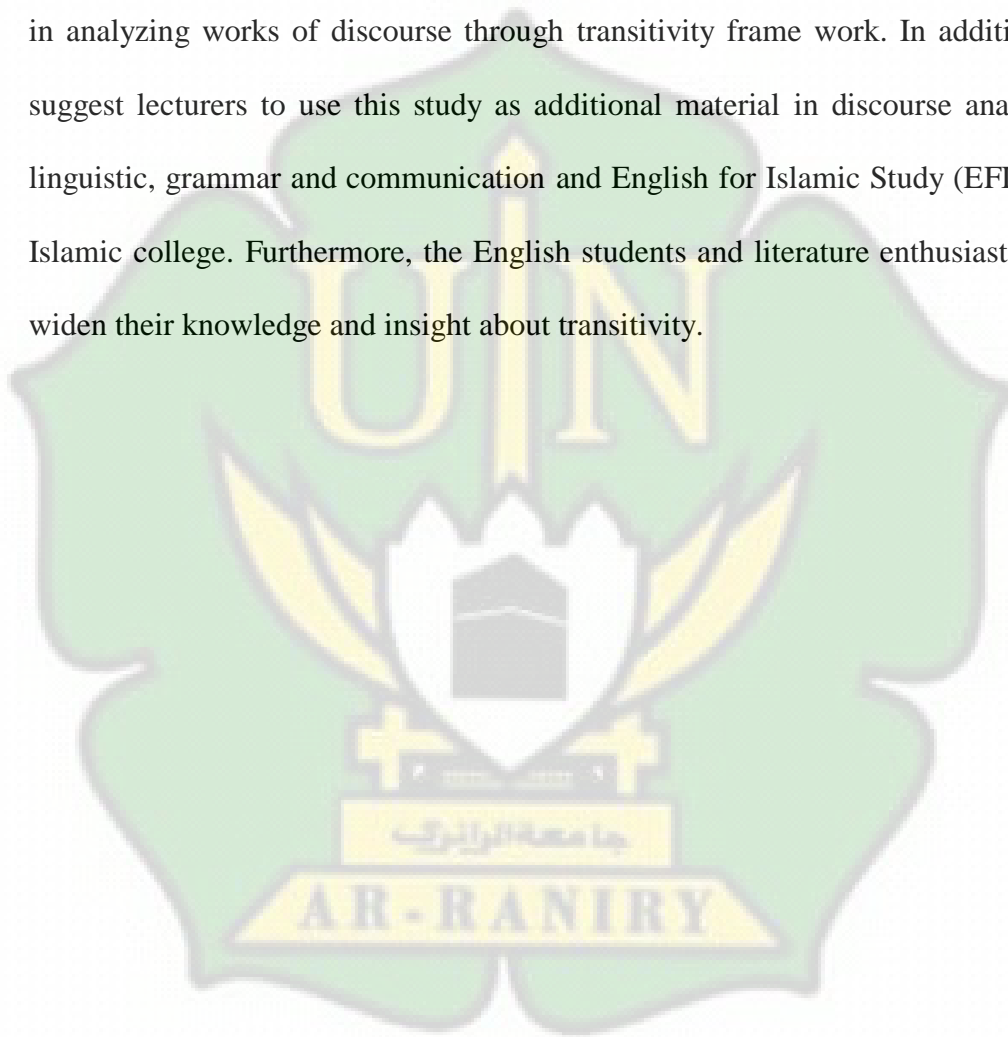 in analyzing works of discourse through transitivity frame work. In additi
suggest lecturers to use this study as additional material in discourse ana
linguistic, grammar and communication and English for Islamic Study (EFI
Islamic college. Furthermore, the English students and literature enthusiast
widen their knowledge and insight about transitivity.
UIN
جامعة الرانري
AR-RANIRY